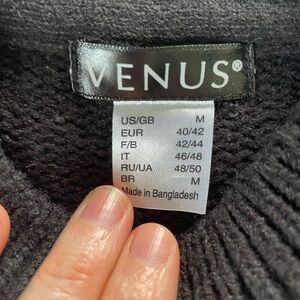 VENUS®
US/GB M
EUR 40/42
F/B 42/44
IT 46/48
RU/UA 48/50
BR M
Made in Bangladesh